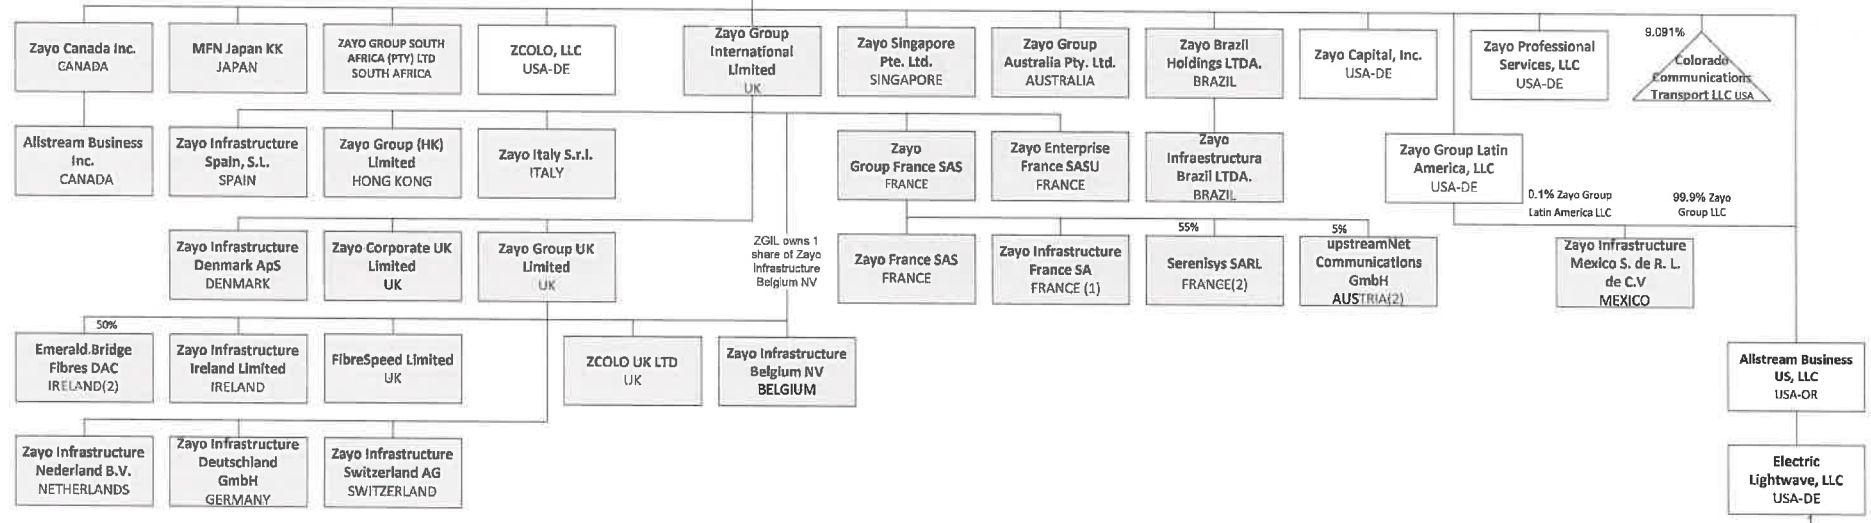 Zayo Canada Inc.
CANADA
MFN Japan KK
JAPAN
ZAYO GROUP SOUTH
AFRICA (PTY) LTD
SOUTH AFRICA
ZCOLO, LLC
USA-DE
Zayo Group
International
Limited
UK
Zayo Singapore
Pte. Ltd.
SINGAPORE
Zayo Group
Australia Pty. Ltd.
AUSTRALIA
Zayo Brazil
Holdings LTDA.
BRAZIL
Zayo Capital, Inc.
USA-DE
Zayo Professional
Services, LLC
USA-DE
9.091%
Colorado
Communications
Transport LLC USA
Allstream Business
Inc.
CANADA
Zayo Infrastructure
Spain, S.L.
SPAIN
Zayo Group (HK)
Limited
HONG KONG
Zayo Italy S.r.l.
ITALY
Zayo
Group France SAS
FRANCE
Zayo Enterprise
France SASU
FRANCE
Zayo
Infraestructura
Brazil LTDA.
BRAZIL
Zayo Group Latin
America, LLC
USA-DE
0.1% Zayo Group
Latin America LLC
99.9% Zayo
Group LLC
Zayo Infrastructure
Denmark ApS
DENMARK
Zayo Corporate UK
Limited
UK
Zayo Group UK
Limited
UK
ZGIL owns 1
share of Zayo
Infrastructure
Belgium NV
Zayo France SAS
FRANCE
Zayo Infrastructure
France SA
FRANCE (1)
55%
Serenisys SARL
FRANCE(2)
5%
upstreamNet
Communications
GmbH
AUSTRIA(2)
Zayo Infrastructure
Mexico S. de R. L.
de C.V
MEXICO
50%
Emerald.Bridge
Fibres DAC
IRELAND(2)
Zayo Infrastructure
Ireland Limited
IRELAND
FibreSpeed Limited
UK
ZCOLO UK LTD
UK
Zayo Infrastructure
Belgium NV
BELGIUM
Allstream Business
US, LLC
USA-OR
Zayo Infrastructure
Nederland B.V.
NETHERLANDS
Zayo Infrastructure
Deutschland
GmbH
GERMANY
Zayo Infrastructure
Switzerland AG
SWITZERLAND
Electric
Lightwave, LLC
USA-DE